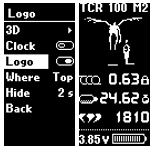 Logo
3D
Clock
Logo
Where Top
Hide 2 s
Back
TCR 100 M2
0.63Ω
24.62
1810
3.85V